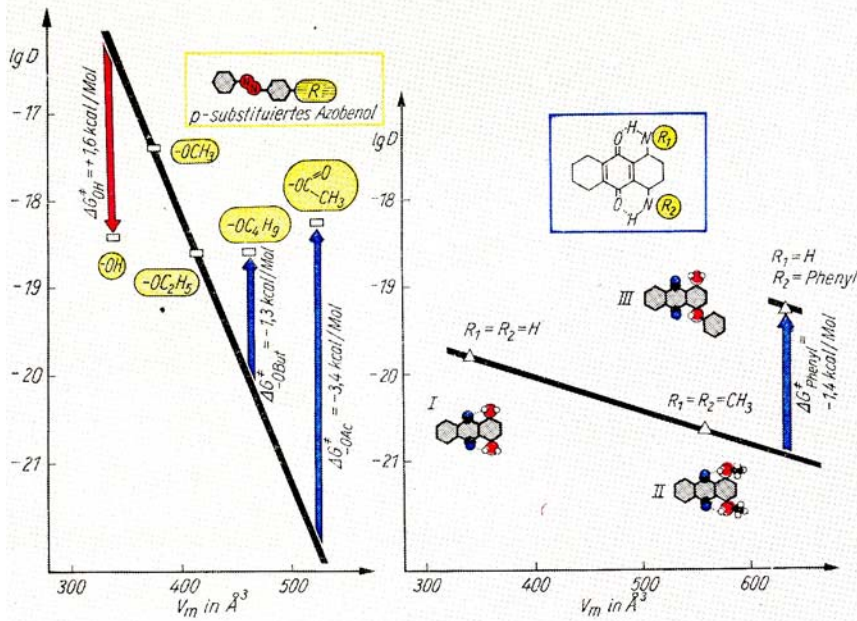 lg D
-17
-18
-19
-20
-27
300
400
500
Vm in Å³
N
N
R
p-substituiertes Azobenol
ΔG‡OH = +1,6 kcal/Mol
-OCH3
-OH
-OC2H5
-OC4H9
-OC
O
CH3
ΔG‡OBut = -1,3 kcal/Mol
ΔG‡-OAc = -3,4 kcal/Mol
lg D
-18
-19
-20
-21
300
400
500
600
Vm in Å³
O
H
N
R1
O
H
N
R2
R1 = H
R2 = Phenyl
III
R1 = R2 = H
I
R1 = R2 = CH3
II
ΔG‡Phenyl =
-1,4 kcal/Mol